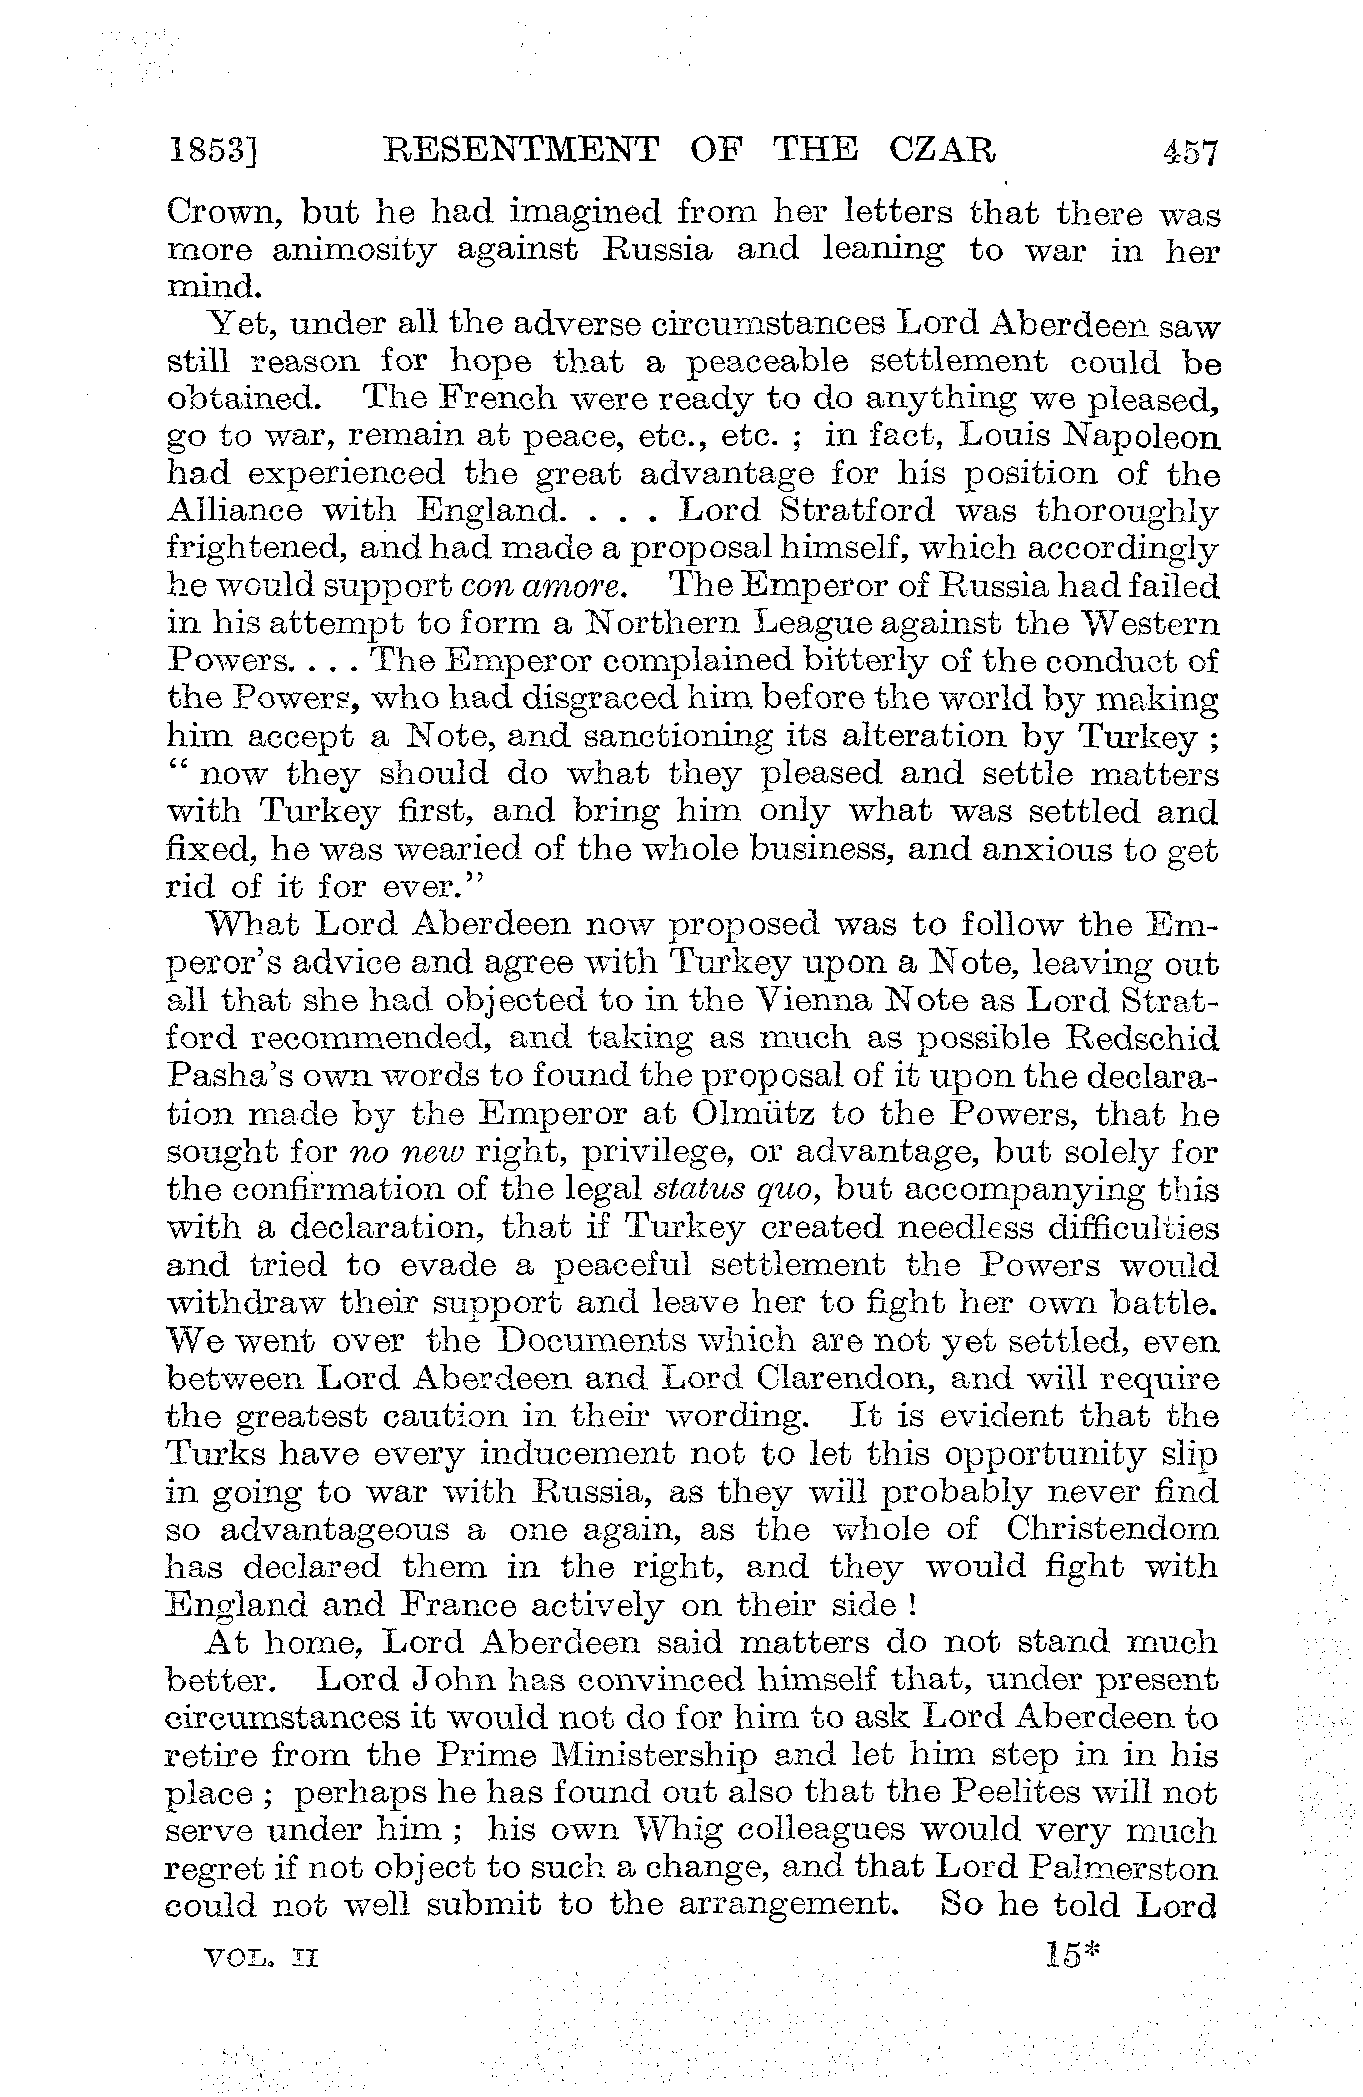 1853] RESENTMENT OF THE CZAR 457
Crown, but he had imagined from her letters that there was
more animosity against Russia and leaning to war in her
mind.
Yet, under all the adverse circumstances Lord Aberdeen saw
still reason for hope that a peaceable settlement could be
obtained. The French were ready to do anything we pleased,
go to war, remain at peace, etc., etc. ; in fact, Louis Napoleon
had experienced the great advantage for his position of the
Alliance with England. . . . Lord Stratford was thoroughly
frightened, and had made a proposal himself, which accordingly
he would support con amore. The Emperor of Russia had failed
in his attempt to form a Northern League against the Western
Powers. . . . The Emperor complained bitterly of the conduct of
the Powers, who had disgraced him before the world by making
him accept a Note, and sanctioning its alteration by Turkey ;
“ now they should do what they pleased and settle matters
with Turkey first, and bring him only what was settled and
fixed, he was wearied of the whole business, and anxious to get
rid of it for ever.”
What Lord Aberdeen now proposed was to follow the Em-
peror’s advice and agree with Turkey upon a Note, leaving out
all that she had objected to in the Vienna Note as Lord Strat-
ford recommended, and taking as much as possible Redschid
Pasha’s own words to found the proposal of it upon the declara-
tion made by the Emperor at Olmütz to the Powers, that he
sought for no new right, privilege, or advantage, but solely for
the confirmation of the legal status quo, but accompanying this
with a declaration, that if Turkey created needless difficulties
and tried to evade a peaceful settlement the Powers would
withdraw their support and leave her to fight her own battle.
We went over the Documents which are not yet settled, even
between Lord Aberdeen and Lord Clarendon, and will require
the greatest caution in their wording. It is evident that the
Turks have every inducement not to let this opportunity slip
in going to war with Russia, as they will probably never find
so advantageous a one again, as the whole of Christendom
has declared them in the right, and they would fight with
England and France actively on their side !
At home, Lord Aberdeen said matters do not stand much
better. Lord John has convinced himself that, under present
circumstances it would not do for him to ask Lord Aberdeen to
retire from the Prime Ministership and let him step in in his
place ; perhaps he has found out also that the Peelites will not
serve under him ; his own Whig colleagues would very much
regret if not object to such a change, and that Lord Palmerston
could not well submit to the arrangement. So he told Lord
VOL. II 15*